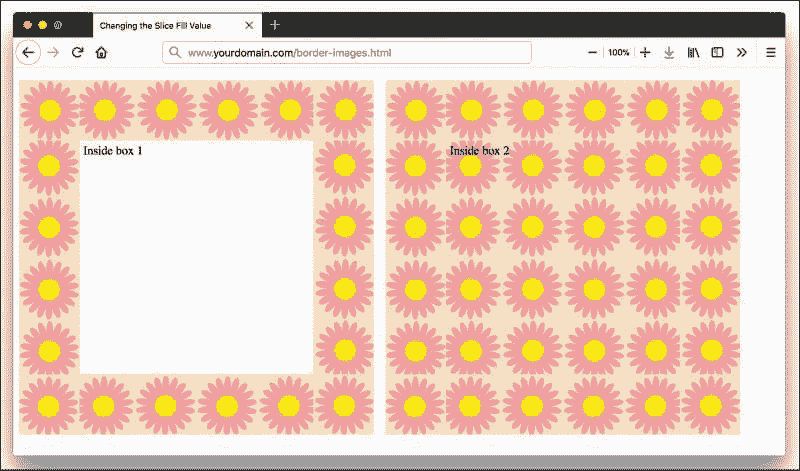 Changing the Slice Fill Value
www.yourdomain.com/border-images.html
100%
Inside box 1
Inside box 2